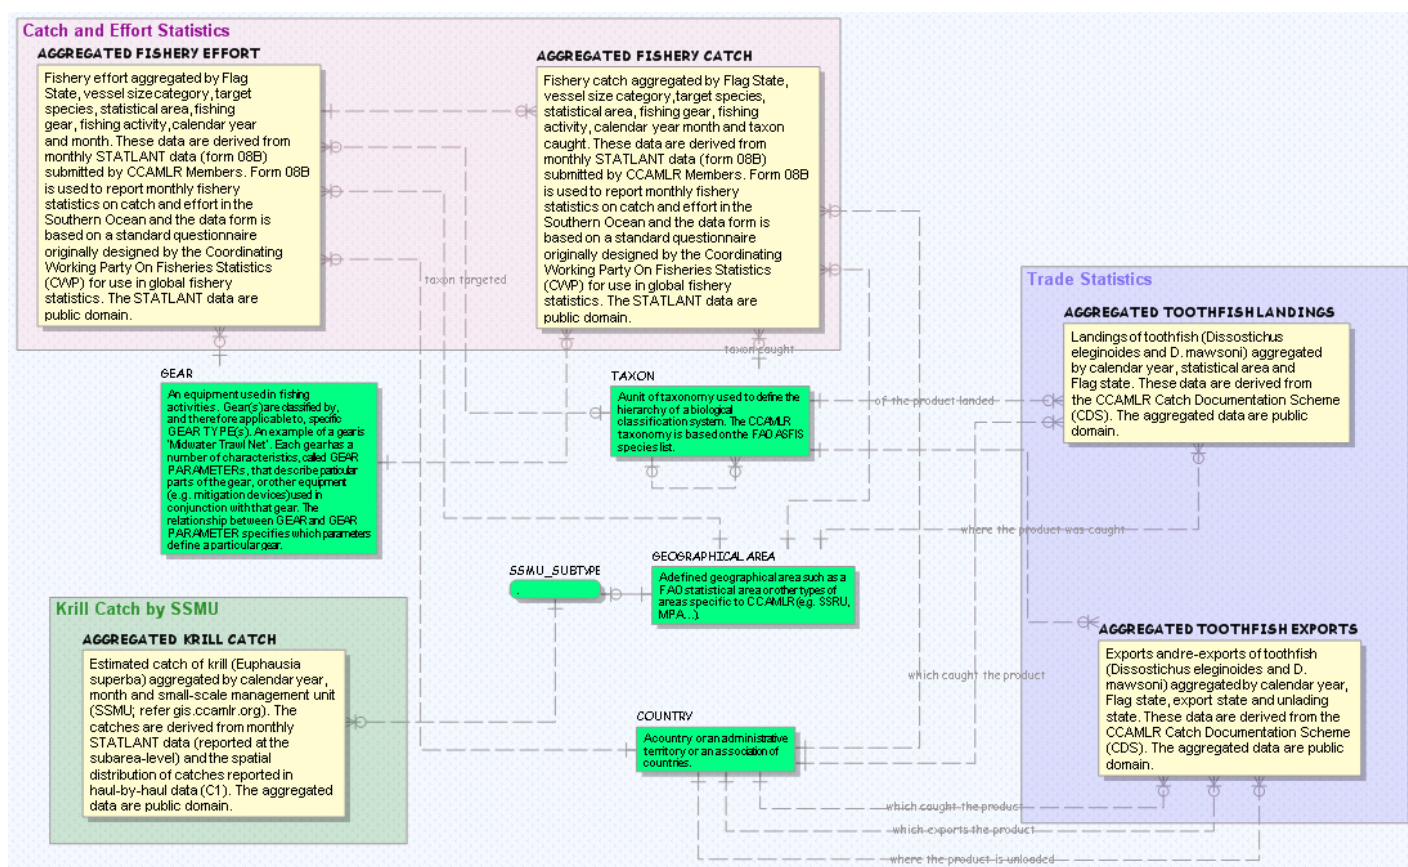 Catch and Effort Statistics
AGGREGATED FISHERY EFFORT
Fishery effort aggregated by Flag
State, vessel size category, target
species, statistical area, fishing
gear, fishing activity, calendar year
and month. These data are derived from
monthly STATLANT data (form 08B)
submitted by CCAMLR Members. Form 08B
is used to report monthly fishery
statistics on catch and effort in the
Southern Ocean and the data form is
based on a standard questionnaire
originally designed by the Coordinating
Working Party On Fisheries Statistics
(CWP) for use in global fishery
statistics. The STATLANT data are
public domain.
AGGREGATED FISHERY CATCH
Fishery catch aggregated by Flag State,
vessel size category, target species,
statistical area, fishing gear, fishing
activity, calendar year month and taxon
caught. These data are derived from
monthly STATLANT data (form 08B)
submitted by CCAMLR Members. Form 08B
is used to report monthly fishery
statistics on catch and effort in the
Southern Ocean and the data form is
based on a standard questionnaire
originally designed by the Coordinating
Working Party On Fisheries Statistics
(CWP) for use in global fishery
statistics. The STATLANT data are
public domain.
taxon targeted
taxon caught
Trade Statistics
AGGREGATED TOOTHFISH LANDINGS
Landings of toothfish (Dissostichus
eleginoides and D. mawsoni) aggregated
by calendar year, statistical area and
Flag state. These data are derived from
the CCAMLR Catch Documentation Scheme
(CDS). The aggregated data are public
domain.
GEAR
An equipment used in fishing
activities. Gear(s) are classified by,
and therefore applicable to, specific
GEAR TYPE(s). An example of a gear is
'Midwater Trawl Net'. Each gear has a
number of characteristics, called GEAR
PARAMETERs, that describe particular
parts of the gear, or other equipment
(e.g. mitigation devices) used in
conjunction with that gear. The
relationship between GEAR and GEAR
PARAMETER specifies which parameters
define a particular gear.
TAXON
A unit of taxonomy used to define the
hierarchy of a biological
classification system. The CCAMLR
taxonomy is based on the FAO ASFIS
species list.
of the product landed
where the product was caught
SSMU_SUBTYPE
.
GEOGRAPHICAL AREA
A defined geographical area such as a
FAO statistical area or other types of
areas specific to CCAMLR (e.g. SSRU,
MPA...).
Krill Catch by SSMU
AGGREGATED KRILL CATCH
Estimated catch of krill (Euphausia
superba) aggregated by calendar year,
month and small-scale management unit
(SSMU; refer gis.ccamlr.org). The
catches are derived from monthly
STATLANT data (reported at the
subarea-level) and the spatial
distribution of catches reported in
haul-by-haul data (C1). The aggregated
data are public domain.
AGGREGATED TOOTHFISH EXPORTS
Exports and re-exports of toothfish
(Dissostichus eleginoides and D.
mawsoni) aggregated by calendar year,
Flag state, export state and unlading
state. These data are derived from the
CCAMLR Catch Documentation Scheme
(CDS). The aggregated data are public
domain.
which caught the product
COUNTRY
A country or an administrative
territory or an association of
countries.
which caught the product
which exports the product
where the product is unloaded